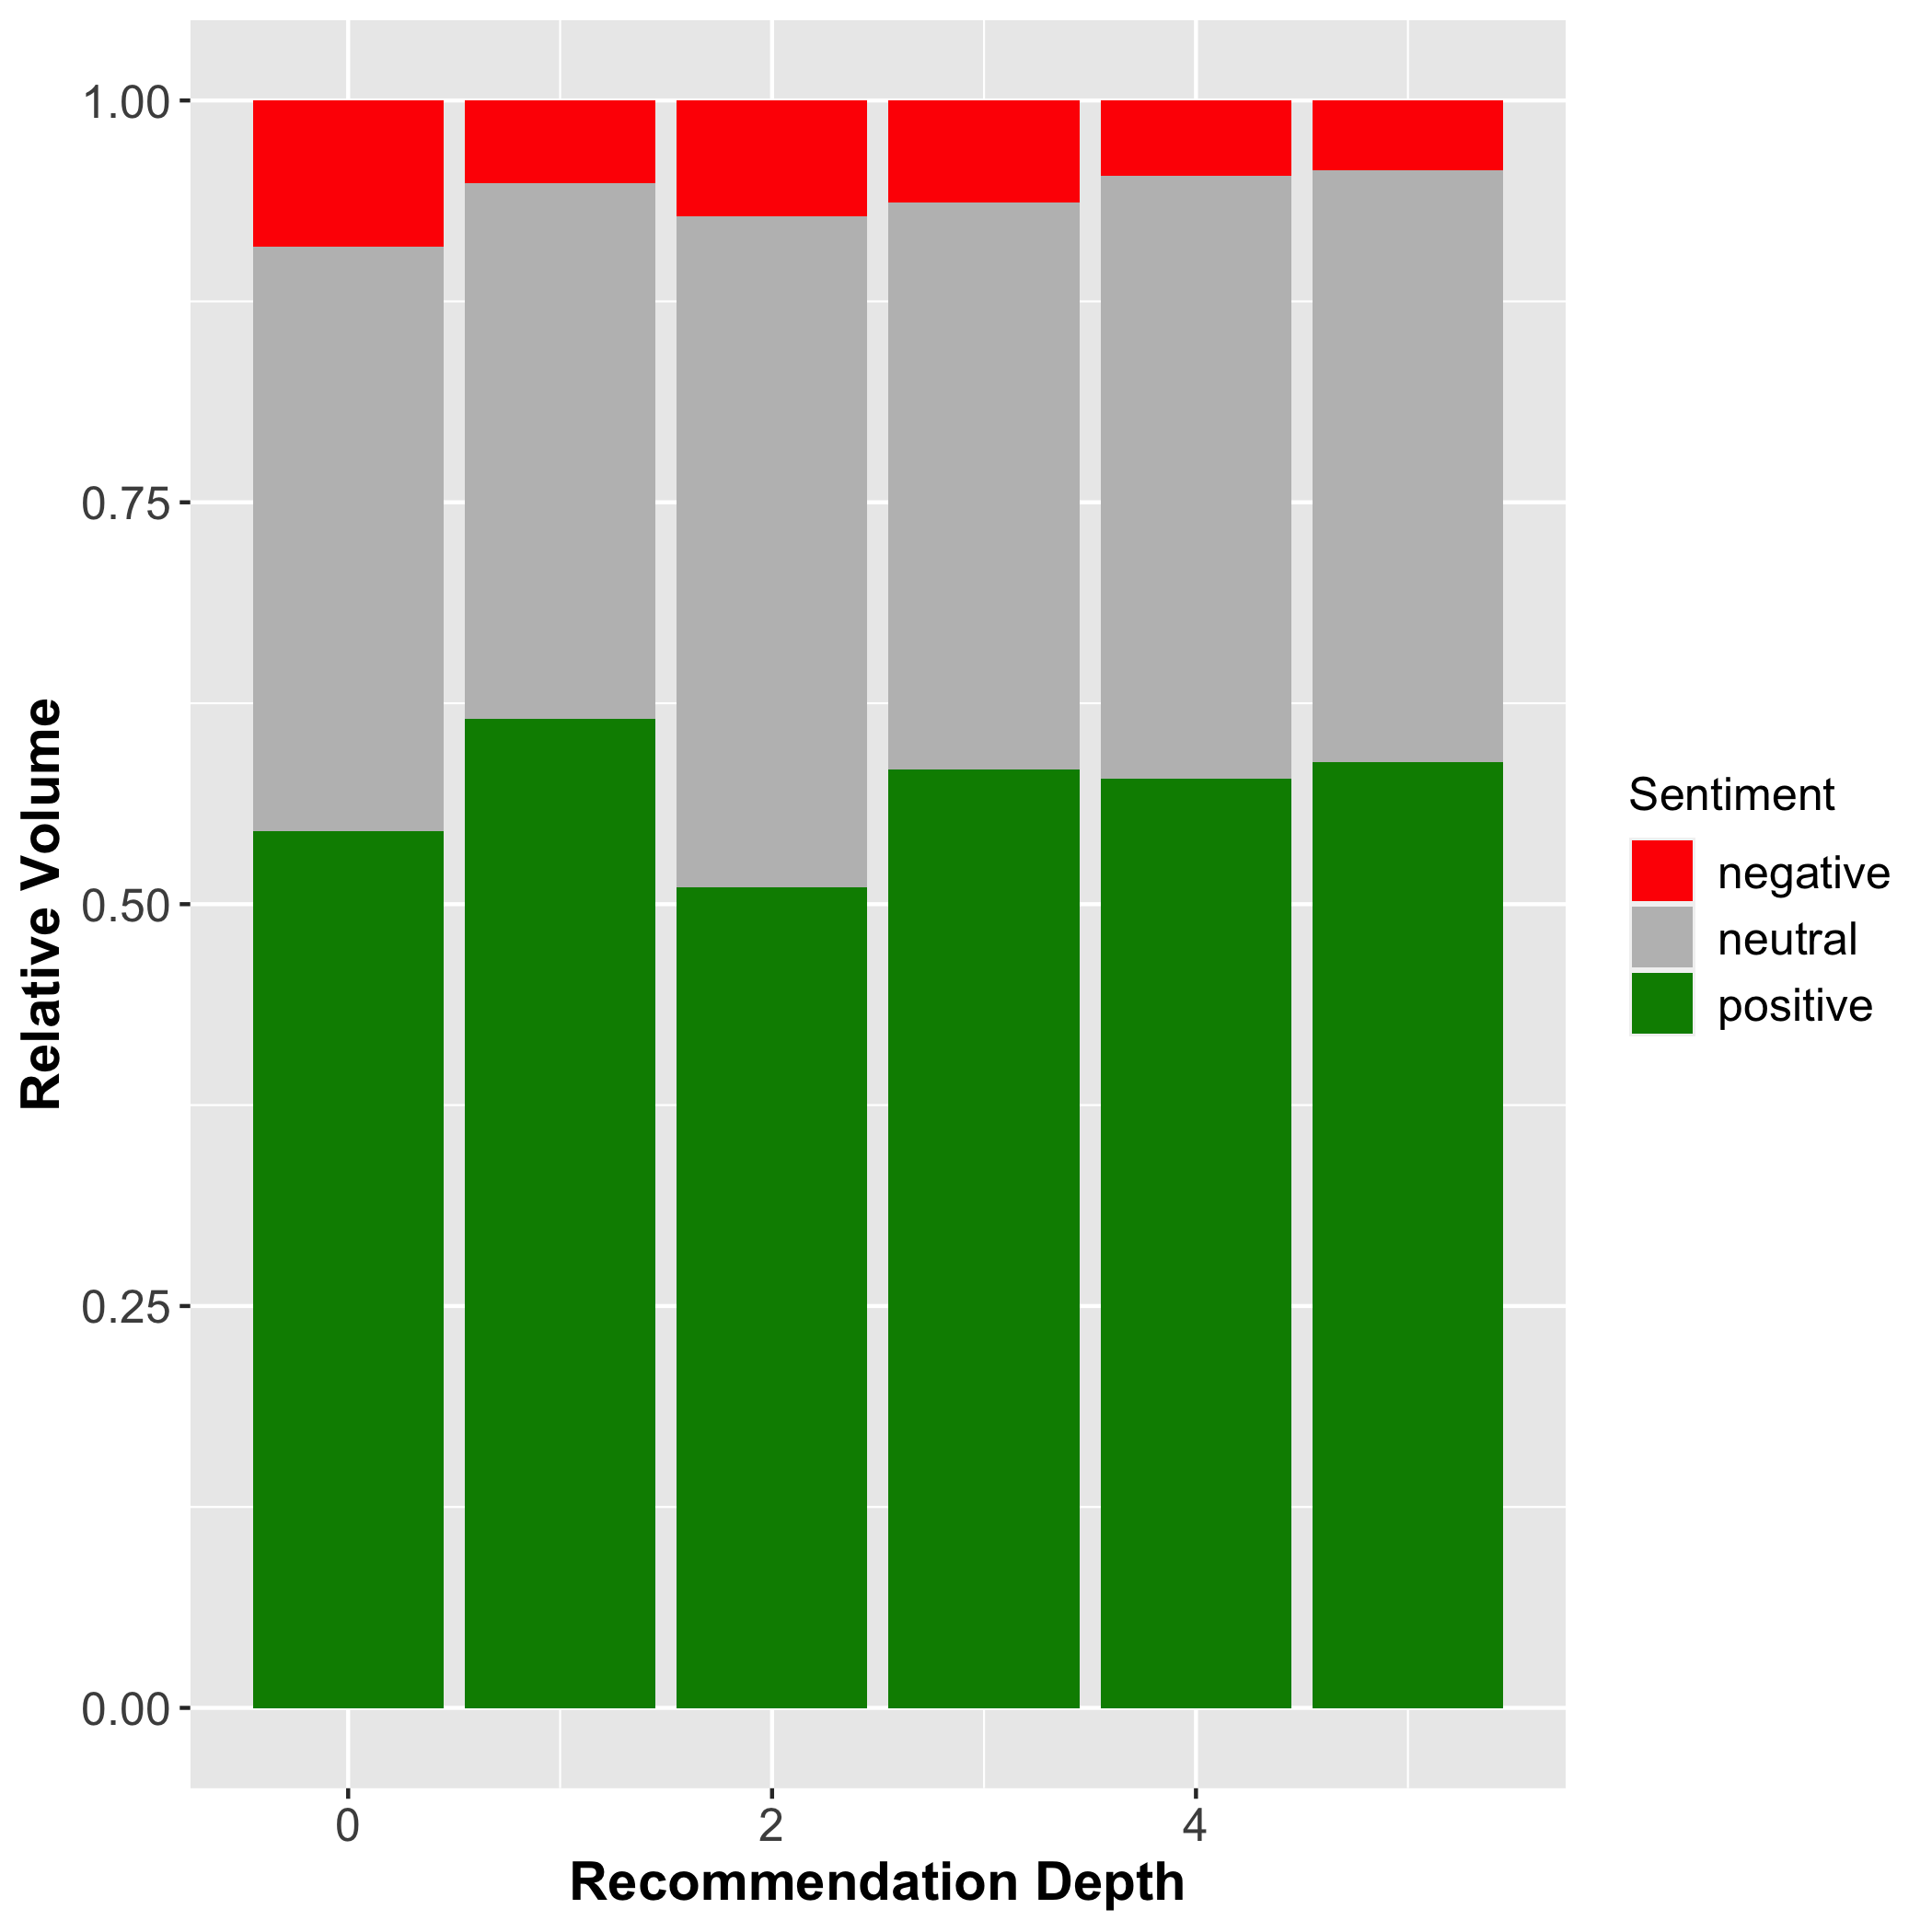 1.00
0.75
0.50
0.25
0.00
Relative Volume
0 2 4
Recommendation Depth
Sentiment
negative
neutral
positive